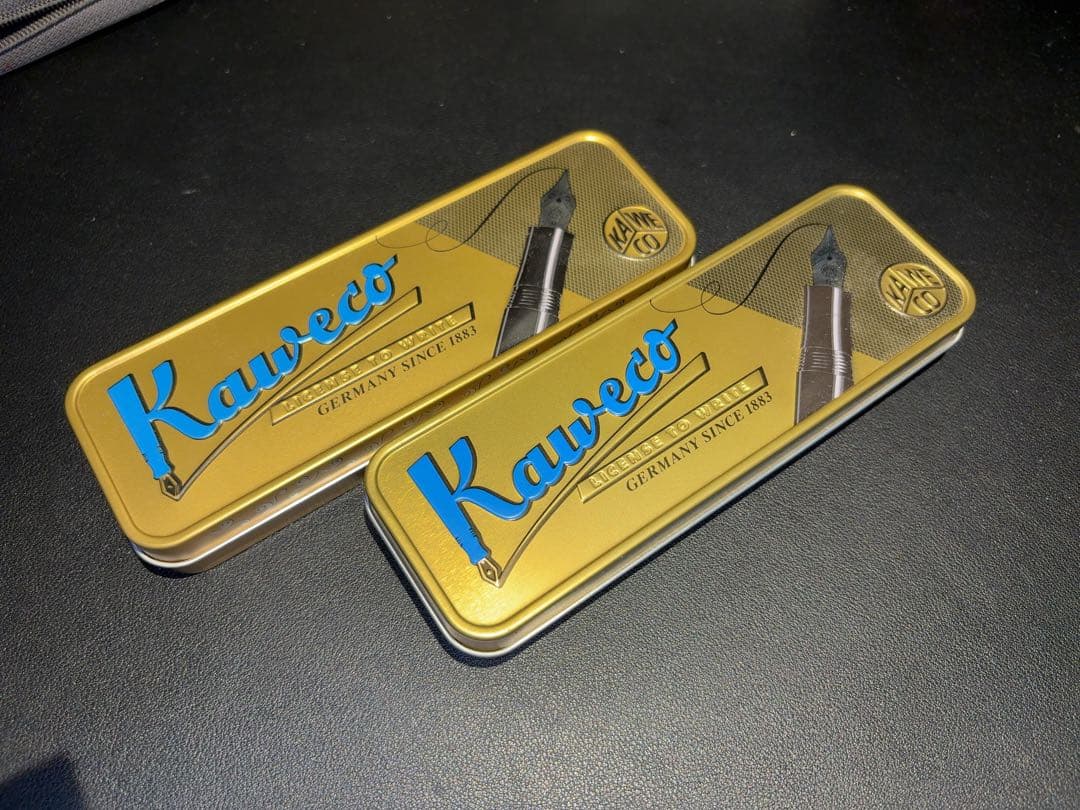 Kaweco
LICENSE TO WRITE
GERMANY SINCE 1883
KA WE
CO
Kaweco
LICENSE TO WRITE
GERMANY SINCE 1883
KA WE
CO